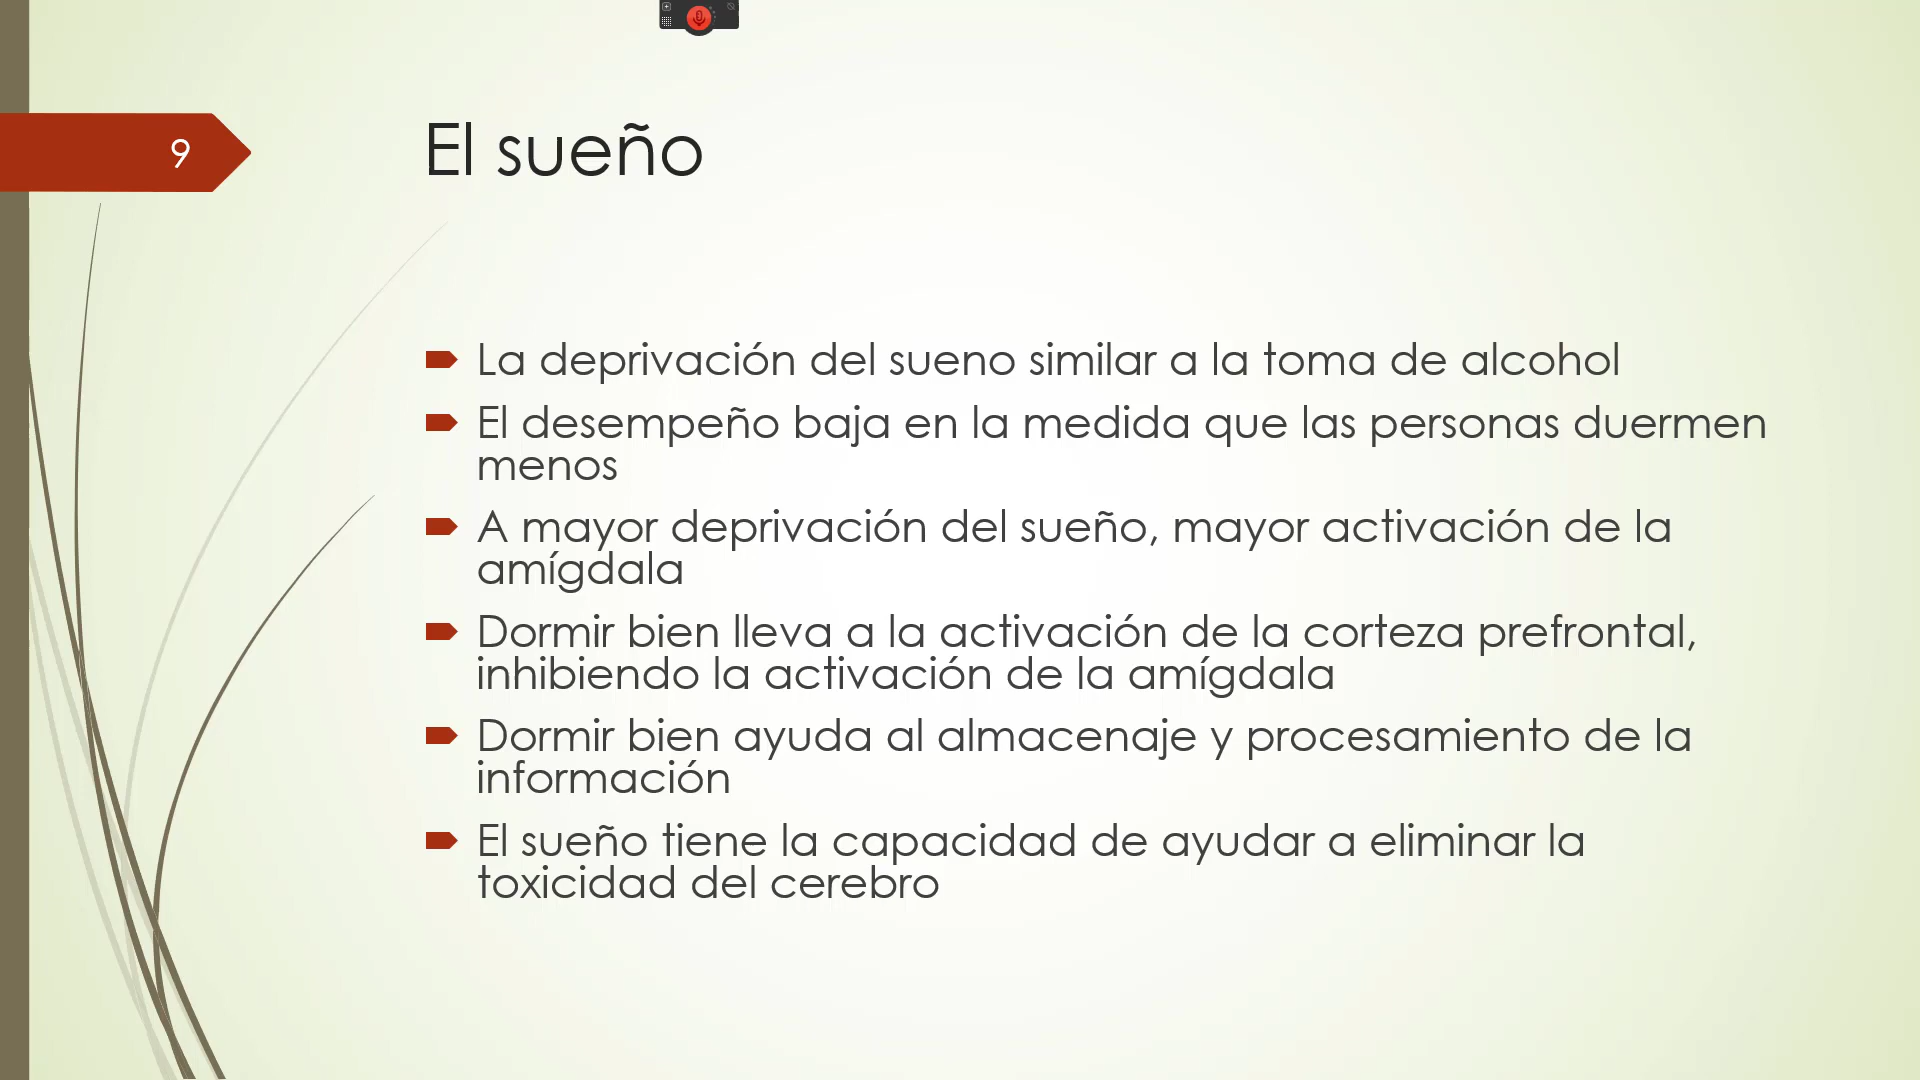 9
El sueño
La deprivación del sueno similar a la toma de alcohol
El desempeño baja en la medida que las personas duermen
menos
A mayor deprivación del sueño, mayor activación de la
amígdala
Dormir bien lleva a la activación de la corteza prefrontal,
inhibiendo la activación de la amígdala
Dormir bien ayuda al almacenaje y procesamiento de la
información
El sueño tiene la capacidad de ayudar a eliminar la
toxicidad del cerebro